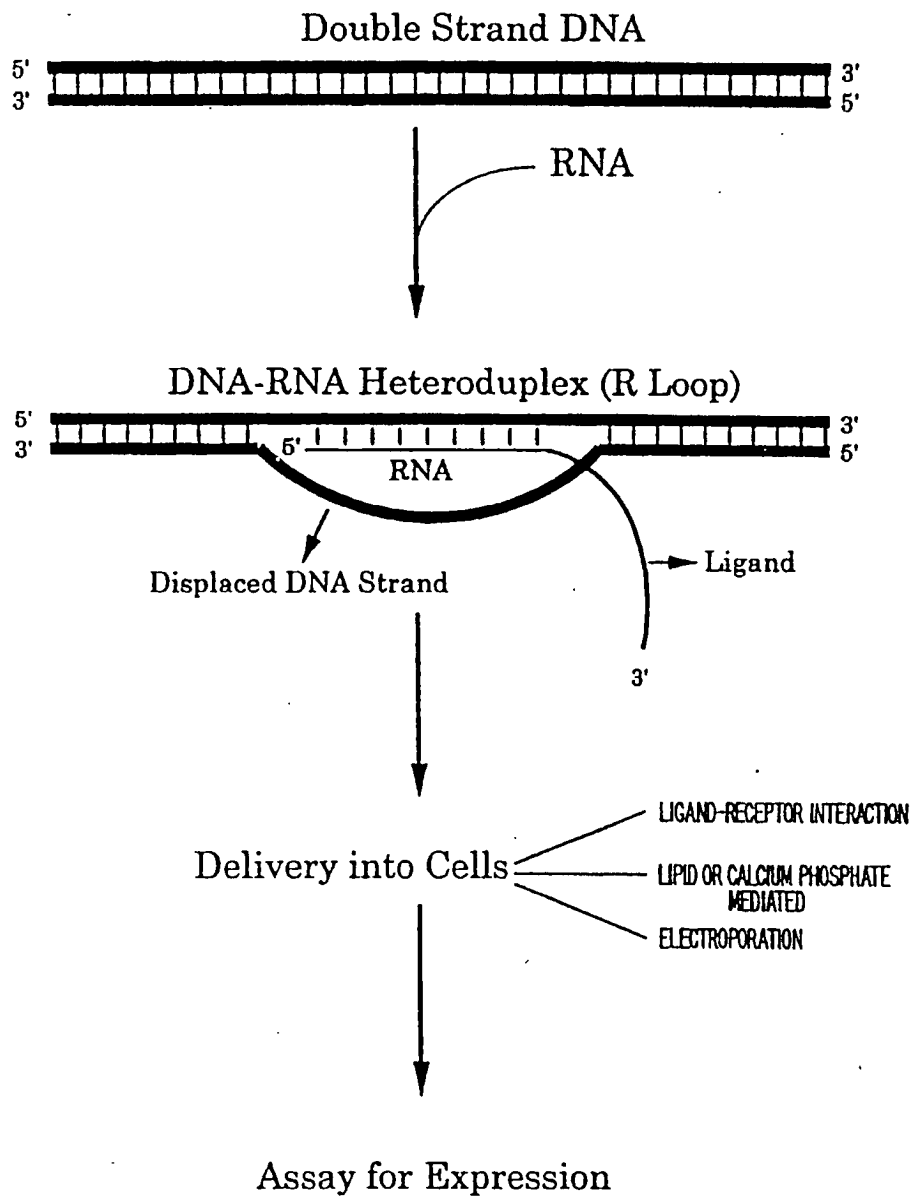 Double Strand DNA
5' 3'
3' 5'
RNA
DNA-RNA Heteroduplex (R Loop)
5' 3'
3' 5' 5'
RNA
Ligand
Displaced DNA Strand
3'
LIGAND-RECEPTOR INTERACTION
Delivery into Cells
LIPID OR CALCIUM PHOSPHATE
MEDIATED
ELECTROPORATION
Assay for Expression